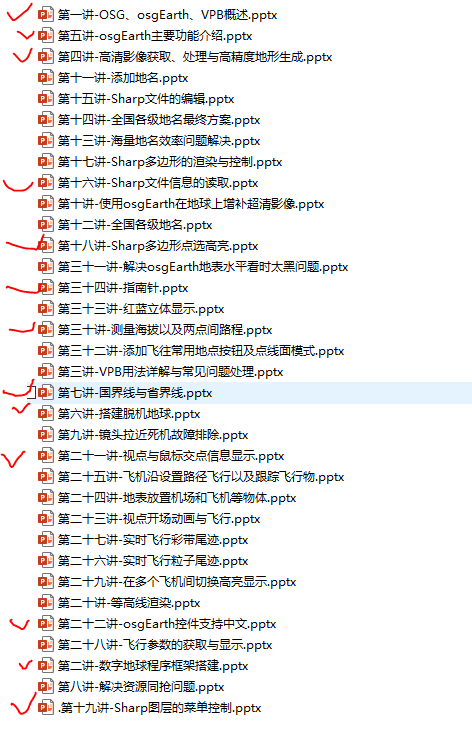 第一讲-OSG、osgEarth、VPB概述.pptx
第五讲-osgEarth主要功能介绍.pptx
第四讲-高清影像获取、处理与高精度地形生成.pptx
第十一讲-添加地名.pptx
第十五讲-Sharp文件的编辑.pptx
第十四讲-全国各级地名最终方案.pptx
第十三讲-海量地名效率问题解决.pptx
第十七讲-Sharp多边形的渲染与控制.pptx
第十六讲-Sharp文件信息的读取.pptx
第十讲-使用osgEarth在地球上增补超清影像.pptx
第十二讲-全国各级地名.pptx
第十八讲-Sharp多边形点选高亮.pptx
第三十一讲-解决osgEarth地表水平看时太黑问题.pptx
第三十四讲-指南针.pptx
第三十三讲-红蓝立体显示.pptx
第三十讲-测量海拔以及两点间路程.pptx
第三十二讲-添加飞往常用地点按钮及点线面模式.pptx
第三讲-VPB用法详解与常见问题处理.pptx
第七讲-国界线与省界线.pptx
第六讲-搭建脱机地球.pptx
第九讲-镜头拉近死机故障排除.pptx
第二十一讲-视点与鼠标交点信息显示.pptx
第二十五讲-飞机沿设置路径飞行以及跟踪飞行物.pptx
第二十四讲-地表放置机场和飞机等物体.pptx
第二十三讲-视点开场动画与飞行.pptx
第二十七讲-实时飞行彩带尾迹.pptx
第二十六讲-实时飞行粒子尾迹.pptx
第二十九讲-在多个飞机间切换高亮显示.pptx
第二十讲-等高线渲染.pptx
第二十二讲-osgEarth控件支持中文.pptx
第二十八讲-飞行参数的获取与显示.pptx
第二讲-数字地球程序框架搭建.pptx
第八讲-解决资源同抢问题.pptx
.第十九讲-Sharp图层的菜单控制.pptx